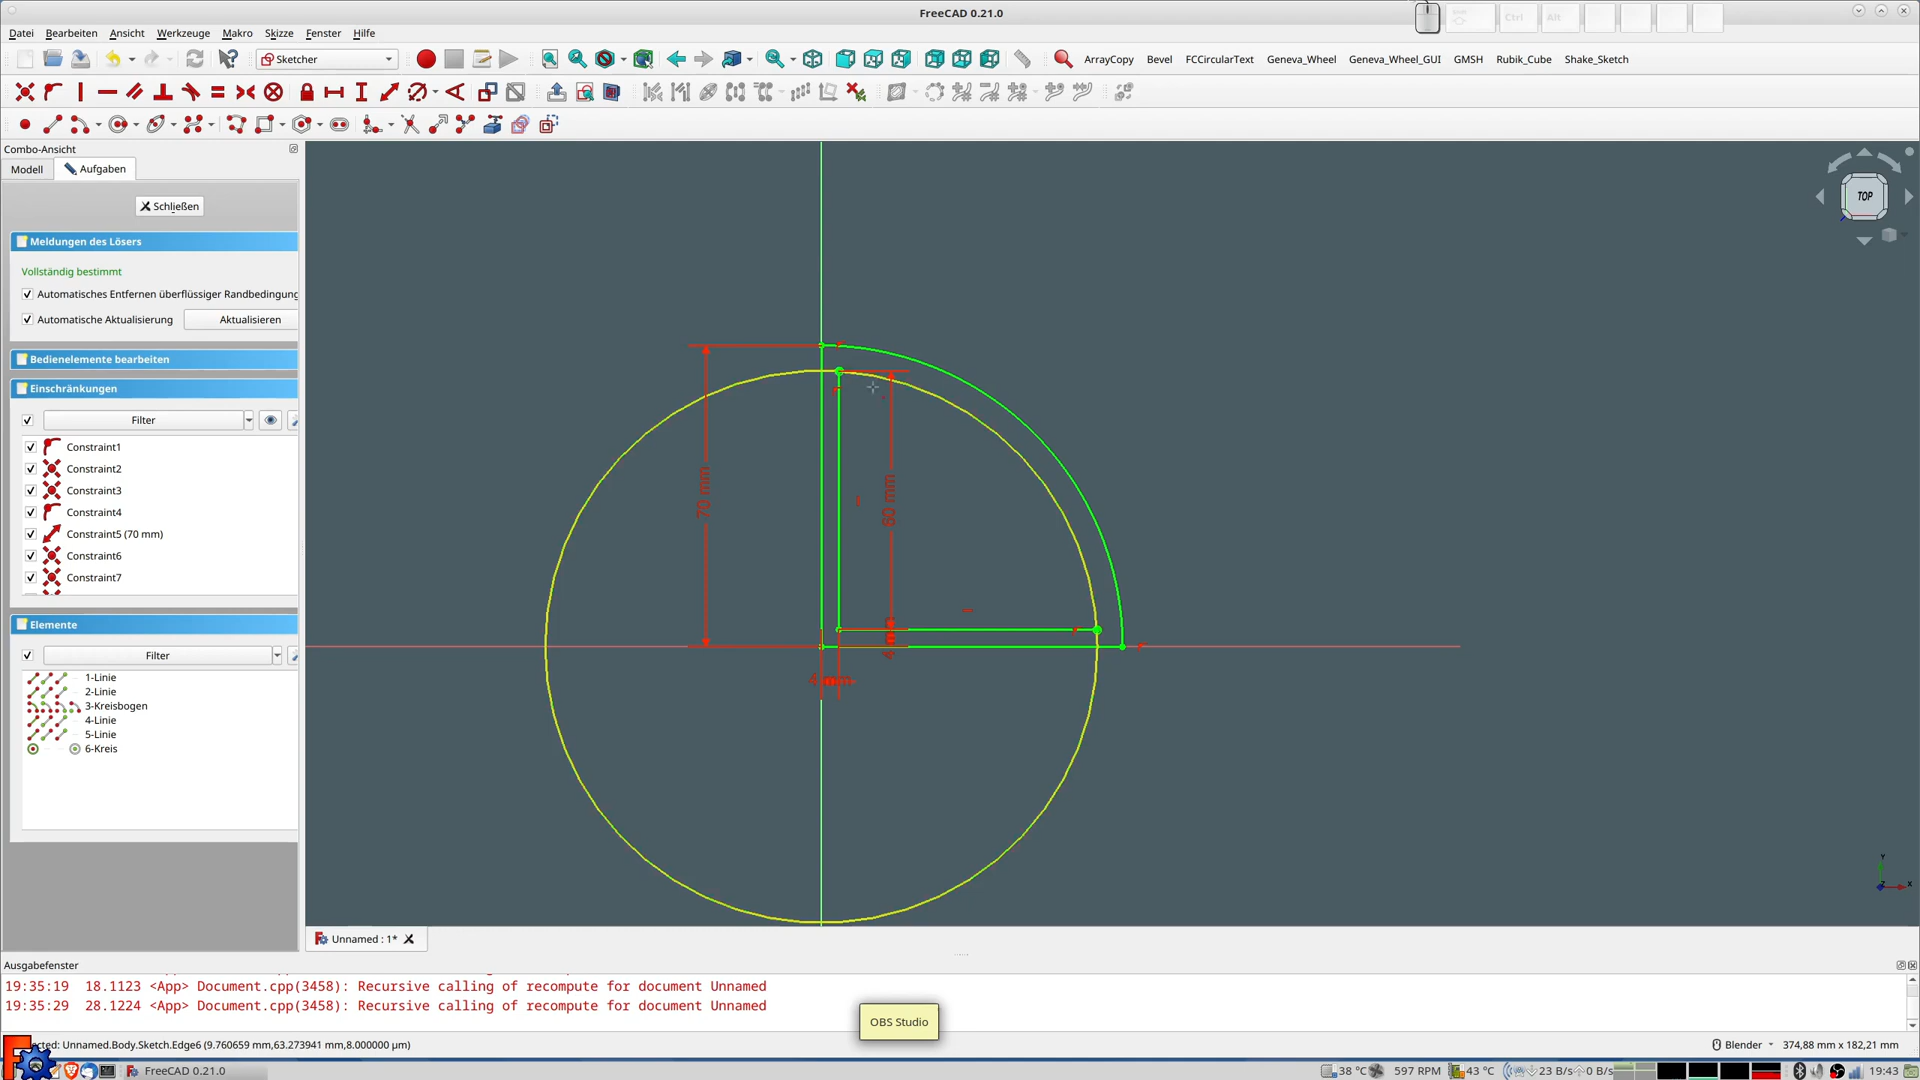 FreeCAD 0.21.0
Ctrl Alt
Datei Bearbeiten Ansicht Werkzeuge Makro Skizze Fenster Hilfe
Sketcher ArrayCopy Bevel FCCircularText Geneva_Wheel Geneva_Wheel_GUI GMSH Rubik_Cube Shake_Sketch
Combo-Ansicht
Modell Aufgaben
Schließen
Meldungen des Lösers
Vollständig bestimmt
Automatisches Entfernen überflüssiger Randbedingung
Automatische Aktualisierung Aktualisieren
Bedienelemente bearbeiten
Einschränkungen
Filter
Constraint1
Constraint2
Constraint3
Constraint4
Constraint5 (70 mm)
Constraint6
Constraint7
Elemente
Filter
1-Linie
2-Linie
3-Kreisbogen
4-Linie
5-Linie
6-Kreis
TOP
70 mm
60 mm
Y
X
Unnamed : 1*
Ausgabefenster
19:35:19 18.1123 <App> Document.cpp(3458): Recursive calling of recompute for document Unnamed
19:35:29 28.1224 <App> Document.cpp(3458): Recursive calling of recompute for document Unnamed
OBS Studio
cted: Unnamed.Body.Sketch.Edge6 (9.760659 mm,63.273941 mm,8.000000 µm)
Blender 374,88 mm x 182,21 mm
FreeCAD 0.21.0 38 °C 597 RPM 43 °C 23 B/s 0 B/s 19:43